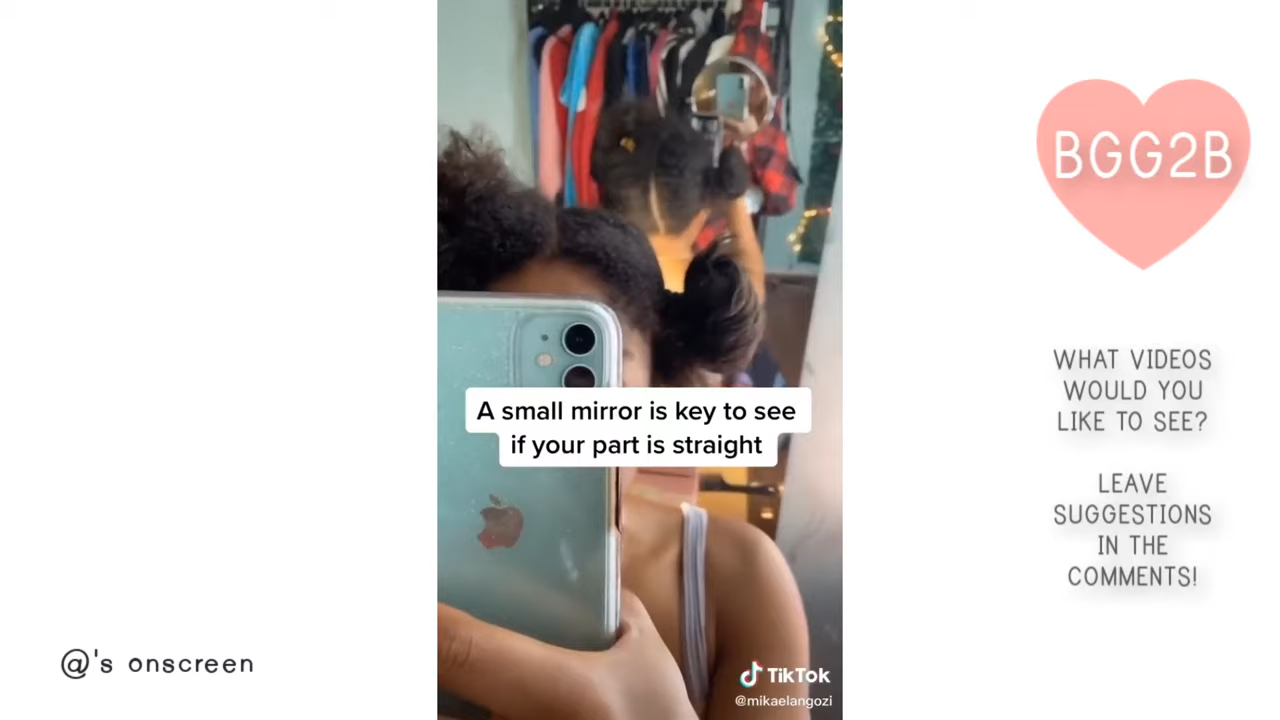 BGG2B
A small mirror is key to see
if your part is straight
WHAT VIDEOS
WOULD YOU
LIKE TO SEE?
LEAVE
SUGGESTIONS
IN THE
COMMENTS!
@'s onscreen
TikTok
@mikaelangozi